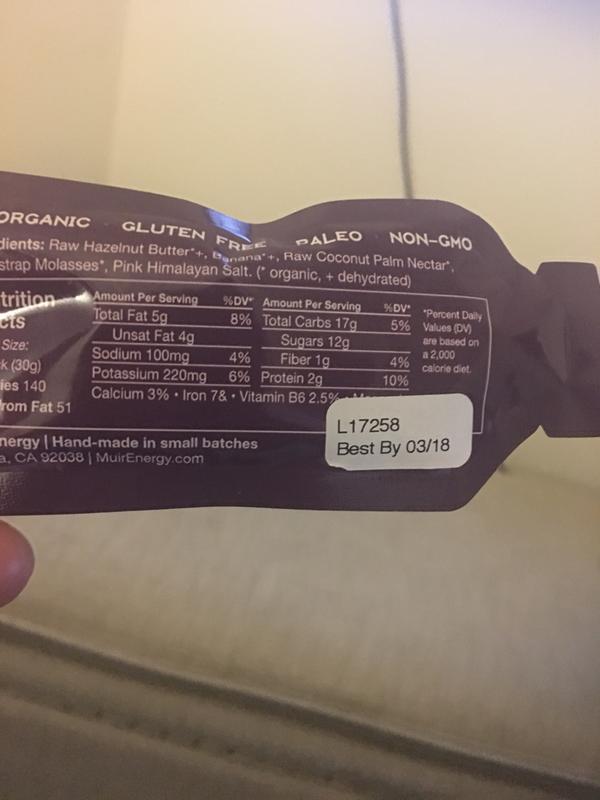 ORGANIC GLUTEN FREE PALEO NON-GMO
dients: Raw Hazelnut Butter*+, Banana*+, Raw Coconut Palm Nectar*,
strap Molasses*, Pink Himalayan Salt. (* organic, + dehydrated)
trition
cts
Size:
k (30g)
ies 140
rom Fat 51
Amount Per Serving %DV*
Total Fat 5g 8%
Unsat Fat 4g
Sodium 100mg 4%
Potassium 220mg 6%
Amount Per Serving %DV*
Total Carbs 17g 5%
Sugars 12g
Fiber 1g 4%
Protein 2g 10%
*Percent Daily
Values (DV)
are based on
a 2,000
calorie diet.
Calcium 3% • Iron 7& • Vitamin B6 2.5% •
L17258
Best By 03/18
nergy | Hand-made in small batches
a, CA 92038 | MuirEnergy.com